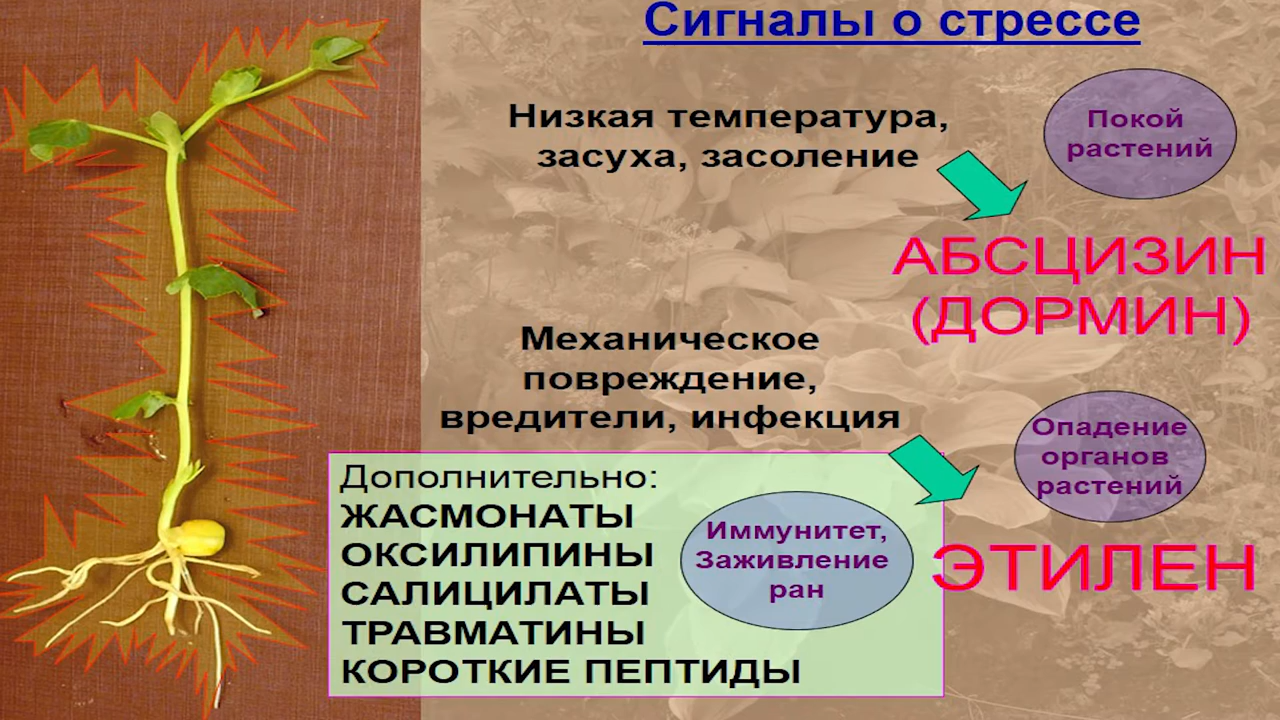 Сигналы о стрессе
Низкая температура,
засуха, засоление
Покой
растений
АБСЦИЗИН
(ДОРМИН)
Механическое
повреждение,
вредители, инфекция
Опадение
органов
растений
ЭТИЛЕН
Дополнительно:
ЖАСМОНАТЫ
ОКСИЛИПИНЫ
САЛИЦИЛАТЫ
ТРАВМАТИНЫ
КОРОТКИЕ ПЕПТИДЫ
Иммунитет,
Заживление
ран